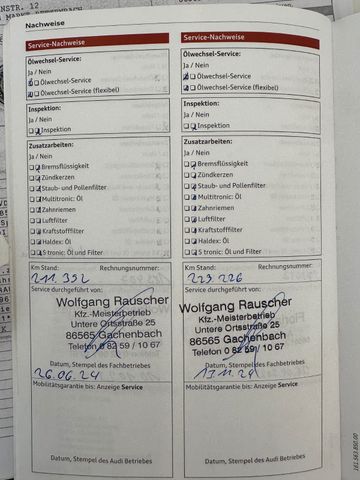 NSTR. 12
Nachweise
Service-Nachweise
Ölwechsel-Service:
Ja / Nein
Ölwechsel-Service
Ölwechsel-Service (flexibel)
Inspektion:
Ja / Nein
Inspektion
Zusatzarbeiten:
Ja / Nein
Bremsflüssigkeit
Zündkerzen
Staub- und Pollenfilter
Multitronic: Öl
Zahnriemen
Luftfilter
Kraftstofffilter
Haldex: Öl
S tronic: Öl und Filter
Km Stand: Rechnungsnummer:
211.352
Service durchgeführt von:
Wolfgang Rauscher
Kfz.-Meisterbetrieb
Untere Ortsstraße 25
86565 Gachenbach
Telefon 0 82 59 / 10 67
Datum, Stempel des Fachbetriebes
26.06.24
Mobilitätsgarantie bis: Anzeige Service
Datum, Stempel des Audi Betriebes
Service-Nachweise
Ölwechsel-Service:
Ja / Nein
Ölwechsel-Service
Ölwechsel-Service (flexibel)
Inspektion:
Ja / Nein
Inspektion
Zusatzarbeiten:
Ja / Nein
Bremsflüssigkeit
Zündkerzen
Staub- und Pollenfilter
Multitronic: Öl
Zahnriemen
Luftfilter
Kraftstofffilter
Haldex: Öl
S tronic: Öl und Filter
Km Stand: Rechnungsnummer:
225.226
Service durchgeführt von:
Wolfgang Rauscher
Kfz.-Meisterbetrieb
Untere Ortsstraße 25
86565 Gachenbach
Telefon 0 82 59 / 10 67
Datum, Stempel des Fachbetriebes
13.11.24
Mobilitätsgarantie bis: Anzeige Service
Datum, Stempel des Audi Betriebes